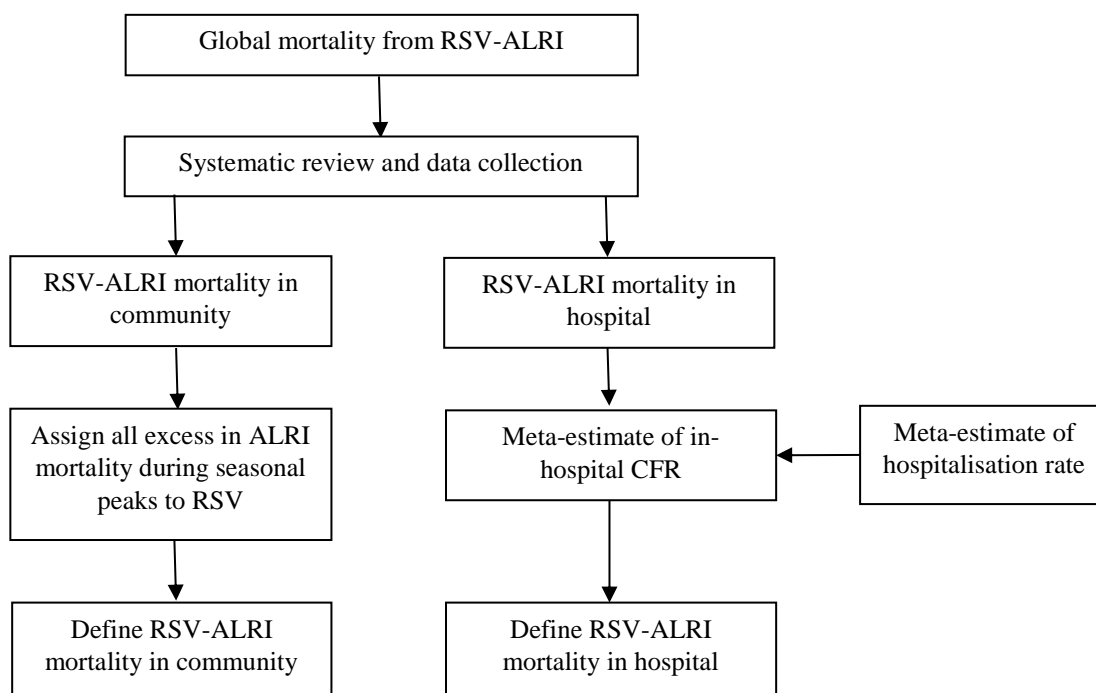 Global mortality from RSV-ALRI
Systematic review and data collection
RSV-ALRI mortality in
community
RSV-ALRI mortality in
hospital
Assign all excess in ALRI
mortality during seasonal
peaks to RSV
Meta-estimate of in-
hospital CFR
Meta-estimate of
hospitalisation rate
Define RSV-ALRI
mortality in community
Define RSV-ALRI
mortality in hospital